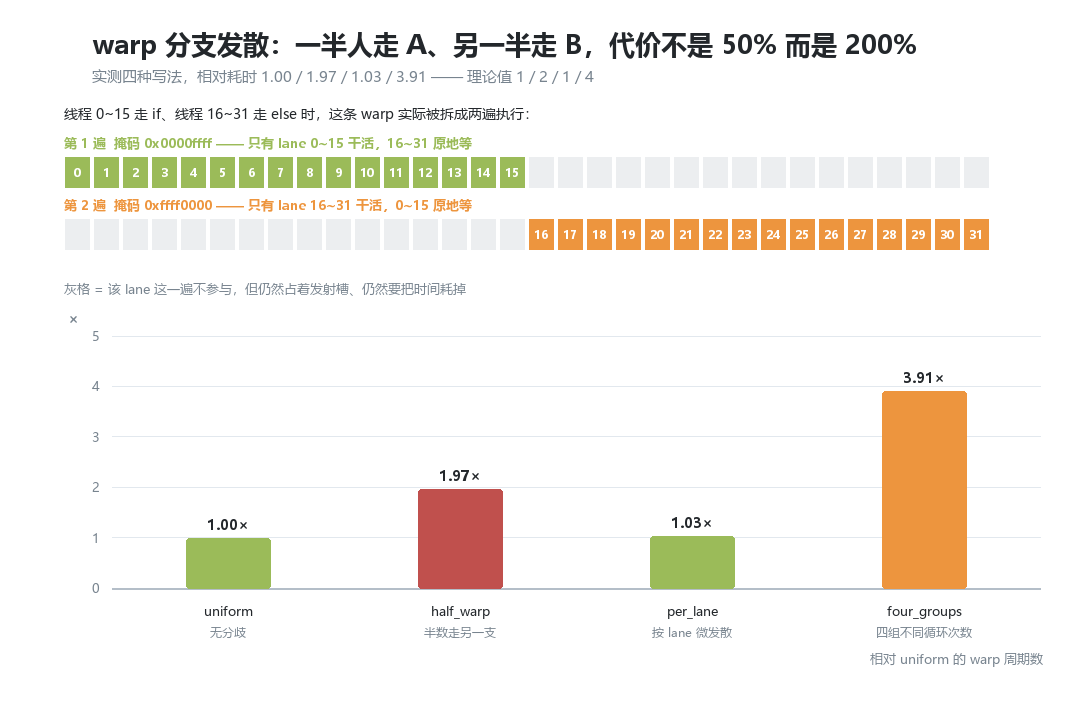 warp 分支发散：一半人走 A、另一半走 B，代价不是 50% 而是 200%
实测四种写法，相对耗时 1.00 / 1.97 / 1.03 / 3.91 —— 理论值 1 / 2 / 1 / 4
线程 0~15 走 if、线程 16~31 走 else 时，这条 warp 实际被拆成两遍执行：
第 1 遍 掩码 0x0000ffff —— 只有 lane 0~15 干活，16~31 原地等
0 1 2 3 4 5 6 7 8 9 10 11 12 13 14 15
第 2 遍 掩码 0xffff0000 —— 只有 lane 16~31 干活，0~15 原地等
16 17 18 19 20 21 22 23 24 25 26 27 28 29 30 31
灰格 = 该 lane 这一遍不参与，但仍然占着发射槽、仍然要把时间耗掉
×
5
4
3
2
1
0
1.00×
1.97×
1.03×
3.91×
uniform
half_warp
per_lane
four_groups
无分歧
半数走另一支
按 lane 微发散
四组不同循环次数
相对 uniform 的 warp 周期数